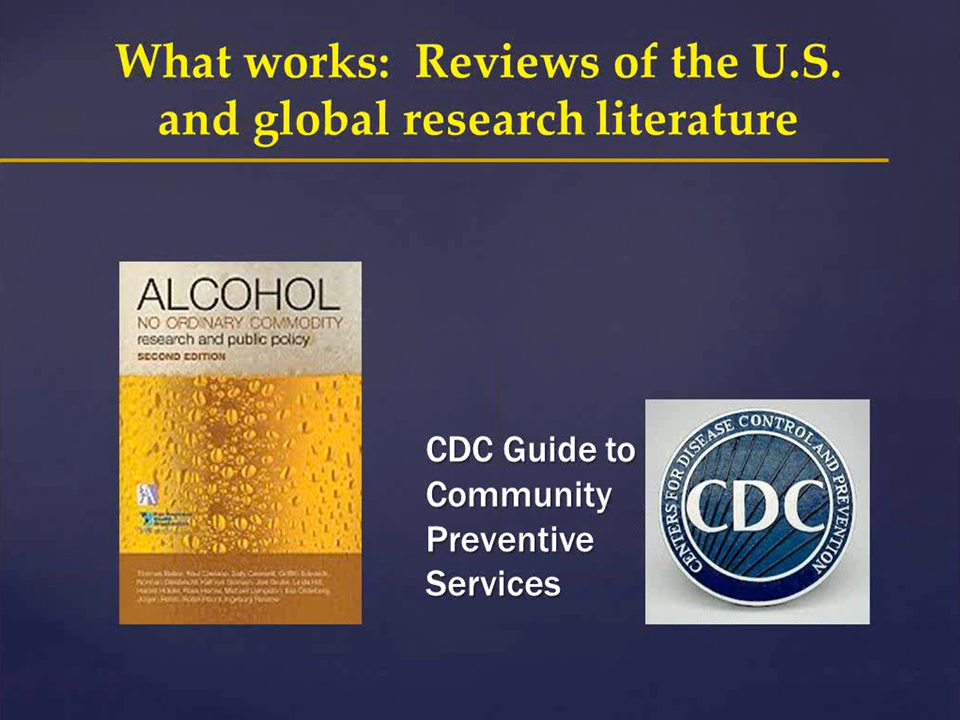 What works:  Reviews of the U.S.
and global research literature
ALCOHOL
NO ORDINARY COMMODITY
research and public policy
SECOND EDITION
CDC Guide to
Community
Preventive
Services
CENTERS FOR DISEASE CONTROL AND PREVENTION
CDC